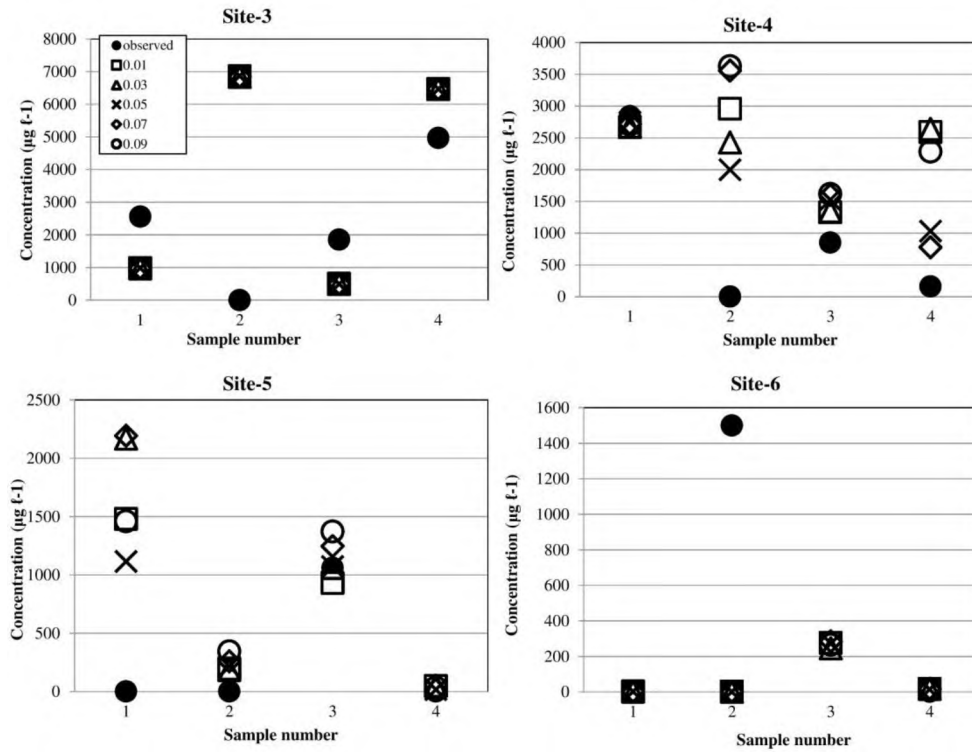 Site-3
8000
7000
6000
5000
4000
3000
2000
1000
0
Concentration (µg ℓ-1)
observed
0.01
0.03
0.05
0.07
0.09
1 2 3 4
Sample number
Site-4
4000
3500
3000
2500
2000
1500
1000
500
0
Concentration (µg ℓ-1)
1 2 3 4
Sample number
Site-5
2500
2000
1500
1000
500
0
Concentration (µg ℓ-1)
1 2 3 4
Sample number
Site-6
1600
1400
1200
1000
800
600
400
200
0
Concentration (µg ℓ-1)
1 2 3 4
Sample number